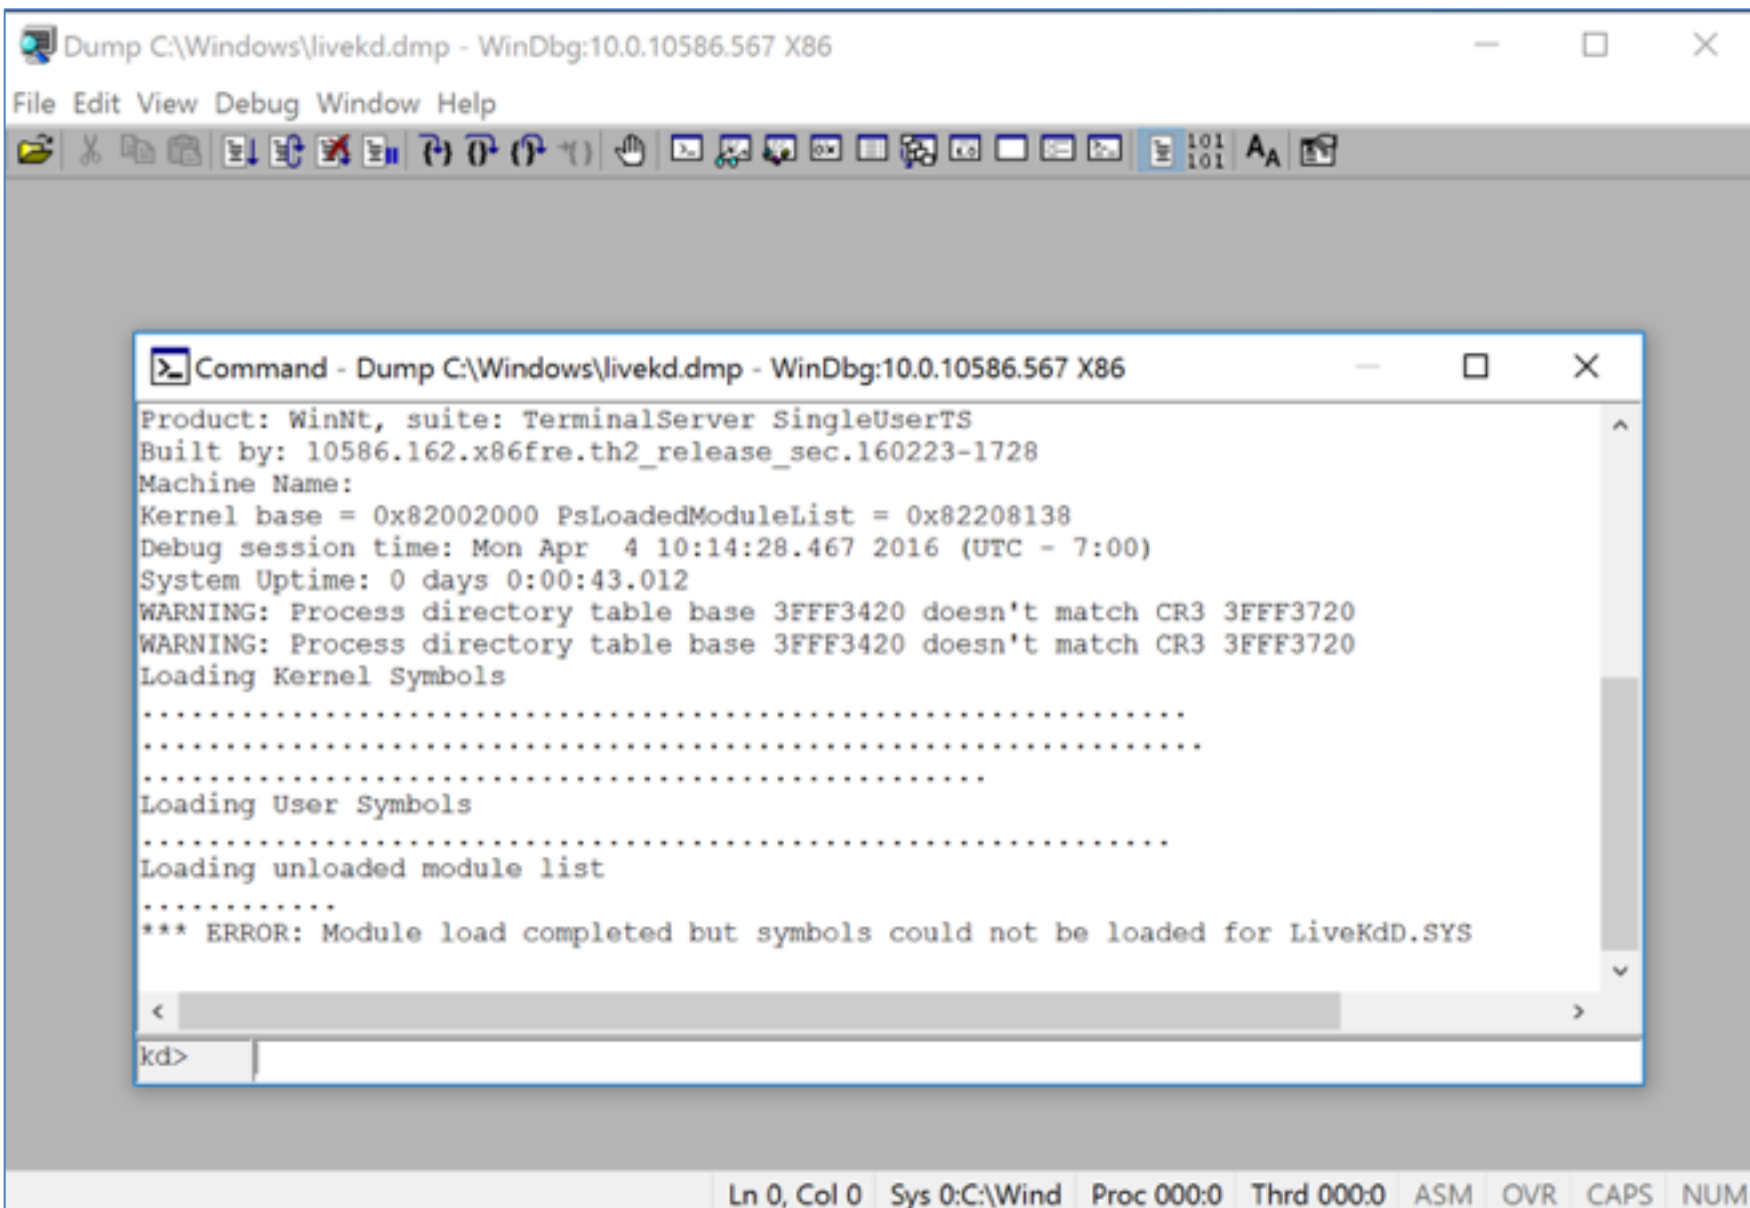 Dump C:\Windows\livekd.dmp - WinDbg:10.0.10586.567 X86
File Edit View Debug Window Help
101
101
AA
Command - Dump C:\Windows\livekd.dmp - WinDbg:10.0.10586.567 X86
Product: WinNt, suite: TerminalServer SingleUserTS
Built by: 10586.162.x86fre.th2_release_sec.160223-1728
Machine Name:
Kernel base = 0x82002000 PsLoadedModuleList = 0x82208138
Debug session time: Mon Apr  4 10:14:28.467 2016 (UTC - 7:00)
System Uptime: 0 days 0:00:43.012
WARNING: Process directory table base 3FFF3420 doesn't match CR3 3FFF3720
WARNING: Process directory table base 3FFF3420 doesn't match CR3 3FFF3720
Loading Kernel Symbols
...............................................................
................................................................
...................................................
Loading User Symbols
..............................................................
Loading unloaded module list
............
*** ERROR: Module load completed but symbols could not be loaded for LiveKdD.SYS
kd>
Ln 0, Col 0 Sys 0:C:\Wind Proc 000:0 Thrd 000:0 ASM OVR CAPS NUM